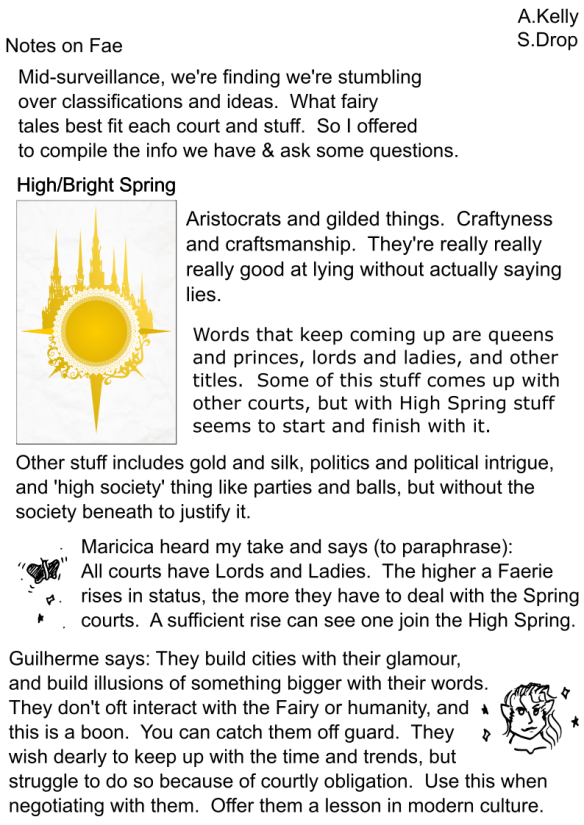 A.Kelly
S.Drop
Notes on Fae
Mid-surveillance, we're finding we're stumbling
over classifications and ideas.  What fairy
tales best fit each court and stuff.  So I offered
to compile the info we have & ask some questions.
High/Bright Spring
Aristocrats and gilded things.  Craftyness
and craftsmanship.  They're really really
really good at lying without actually saying
lies.
Words that keep coming up are queens
and princes, lords and ladies, and other
titles.  Some of this stuff comes up with
other courts, but with High Spring stuff
seems to start and finish with it.
Other stuff includes gold and silk, politics and political intrigue,
and 'high society' thing like parties and balls, but without the
society beneath to justify it.
Maricica heard my take and says (to paraphrase):
All courts have Lords and Ladies.  The higher a Faerie
rises in status, the more they have to deal with the Spring
courts.  A sufficient rise can see one join the High Spring.
Guilherme says: They build cities with their glamour,
and build illusions of something bigger with their words.
They don't oft interact with the Fairy or humanity, and
this is a boon.  You can catch them off guard.  They
wish dearly to keep up with the time and trends, but
struggle to do so because of courtly obligation.  Use this when
negotiating with them.  Offer them a lesson in modern culture.